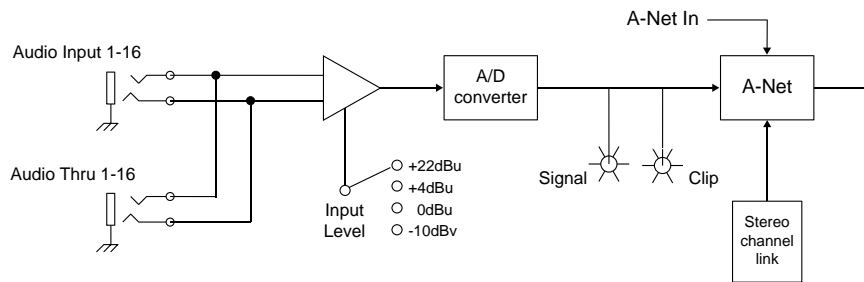 A-Net In
Audio Input 1-16
A/D
converter
A-Net
Audio Thru 1-16
+22dBu
+4dBu
0dBu
-10dBv
Input
Level
Signal
Clip
Stereo
channel
link